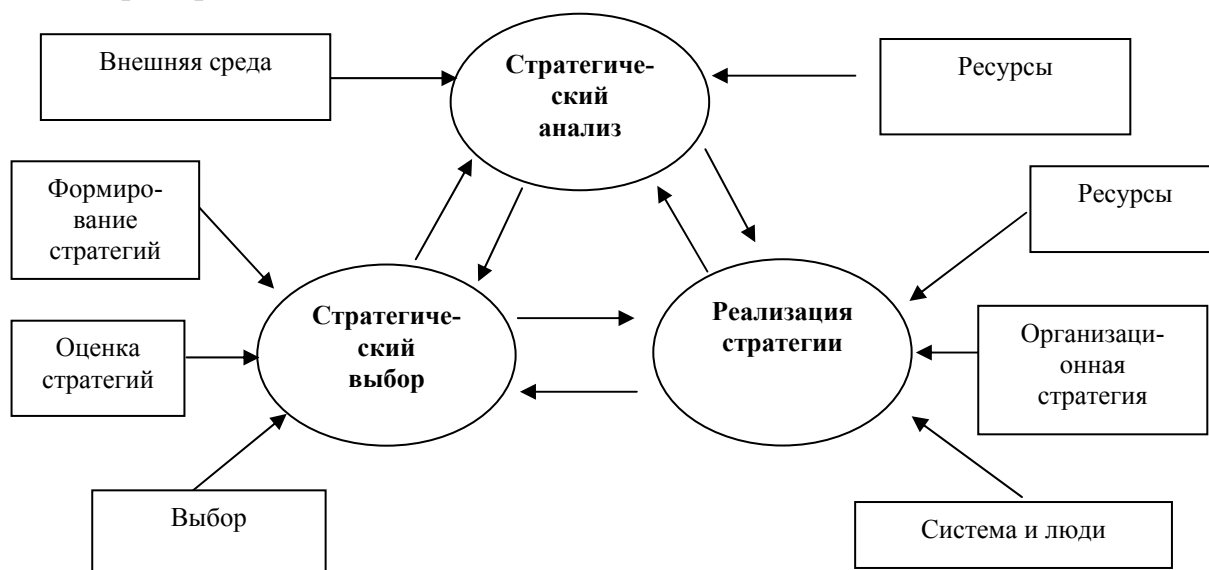 Внешняя среда
Стратегиче-
ский
анализ
Ресурсы
Формиро-
вание
стратегий
Ресурсы
Стратегиче-
ский
выбор
Реализация
стратегии
Оценка
стратегий
Организаци-
онная
стратегия
Выбор
Система и люди